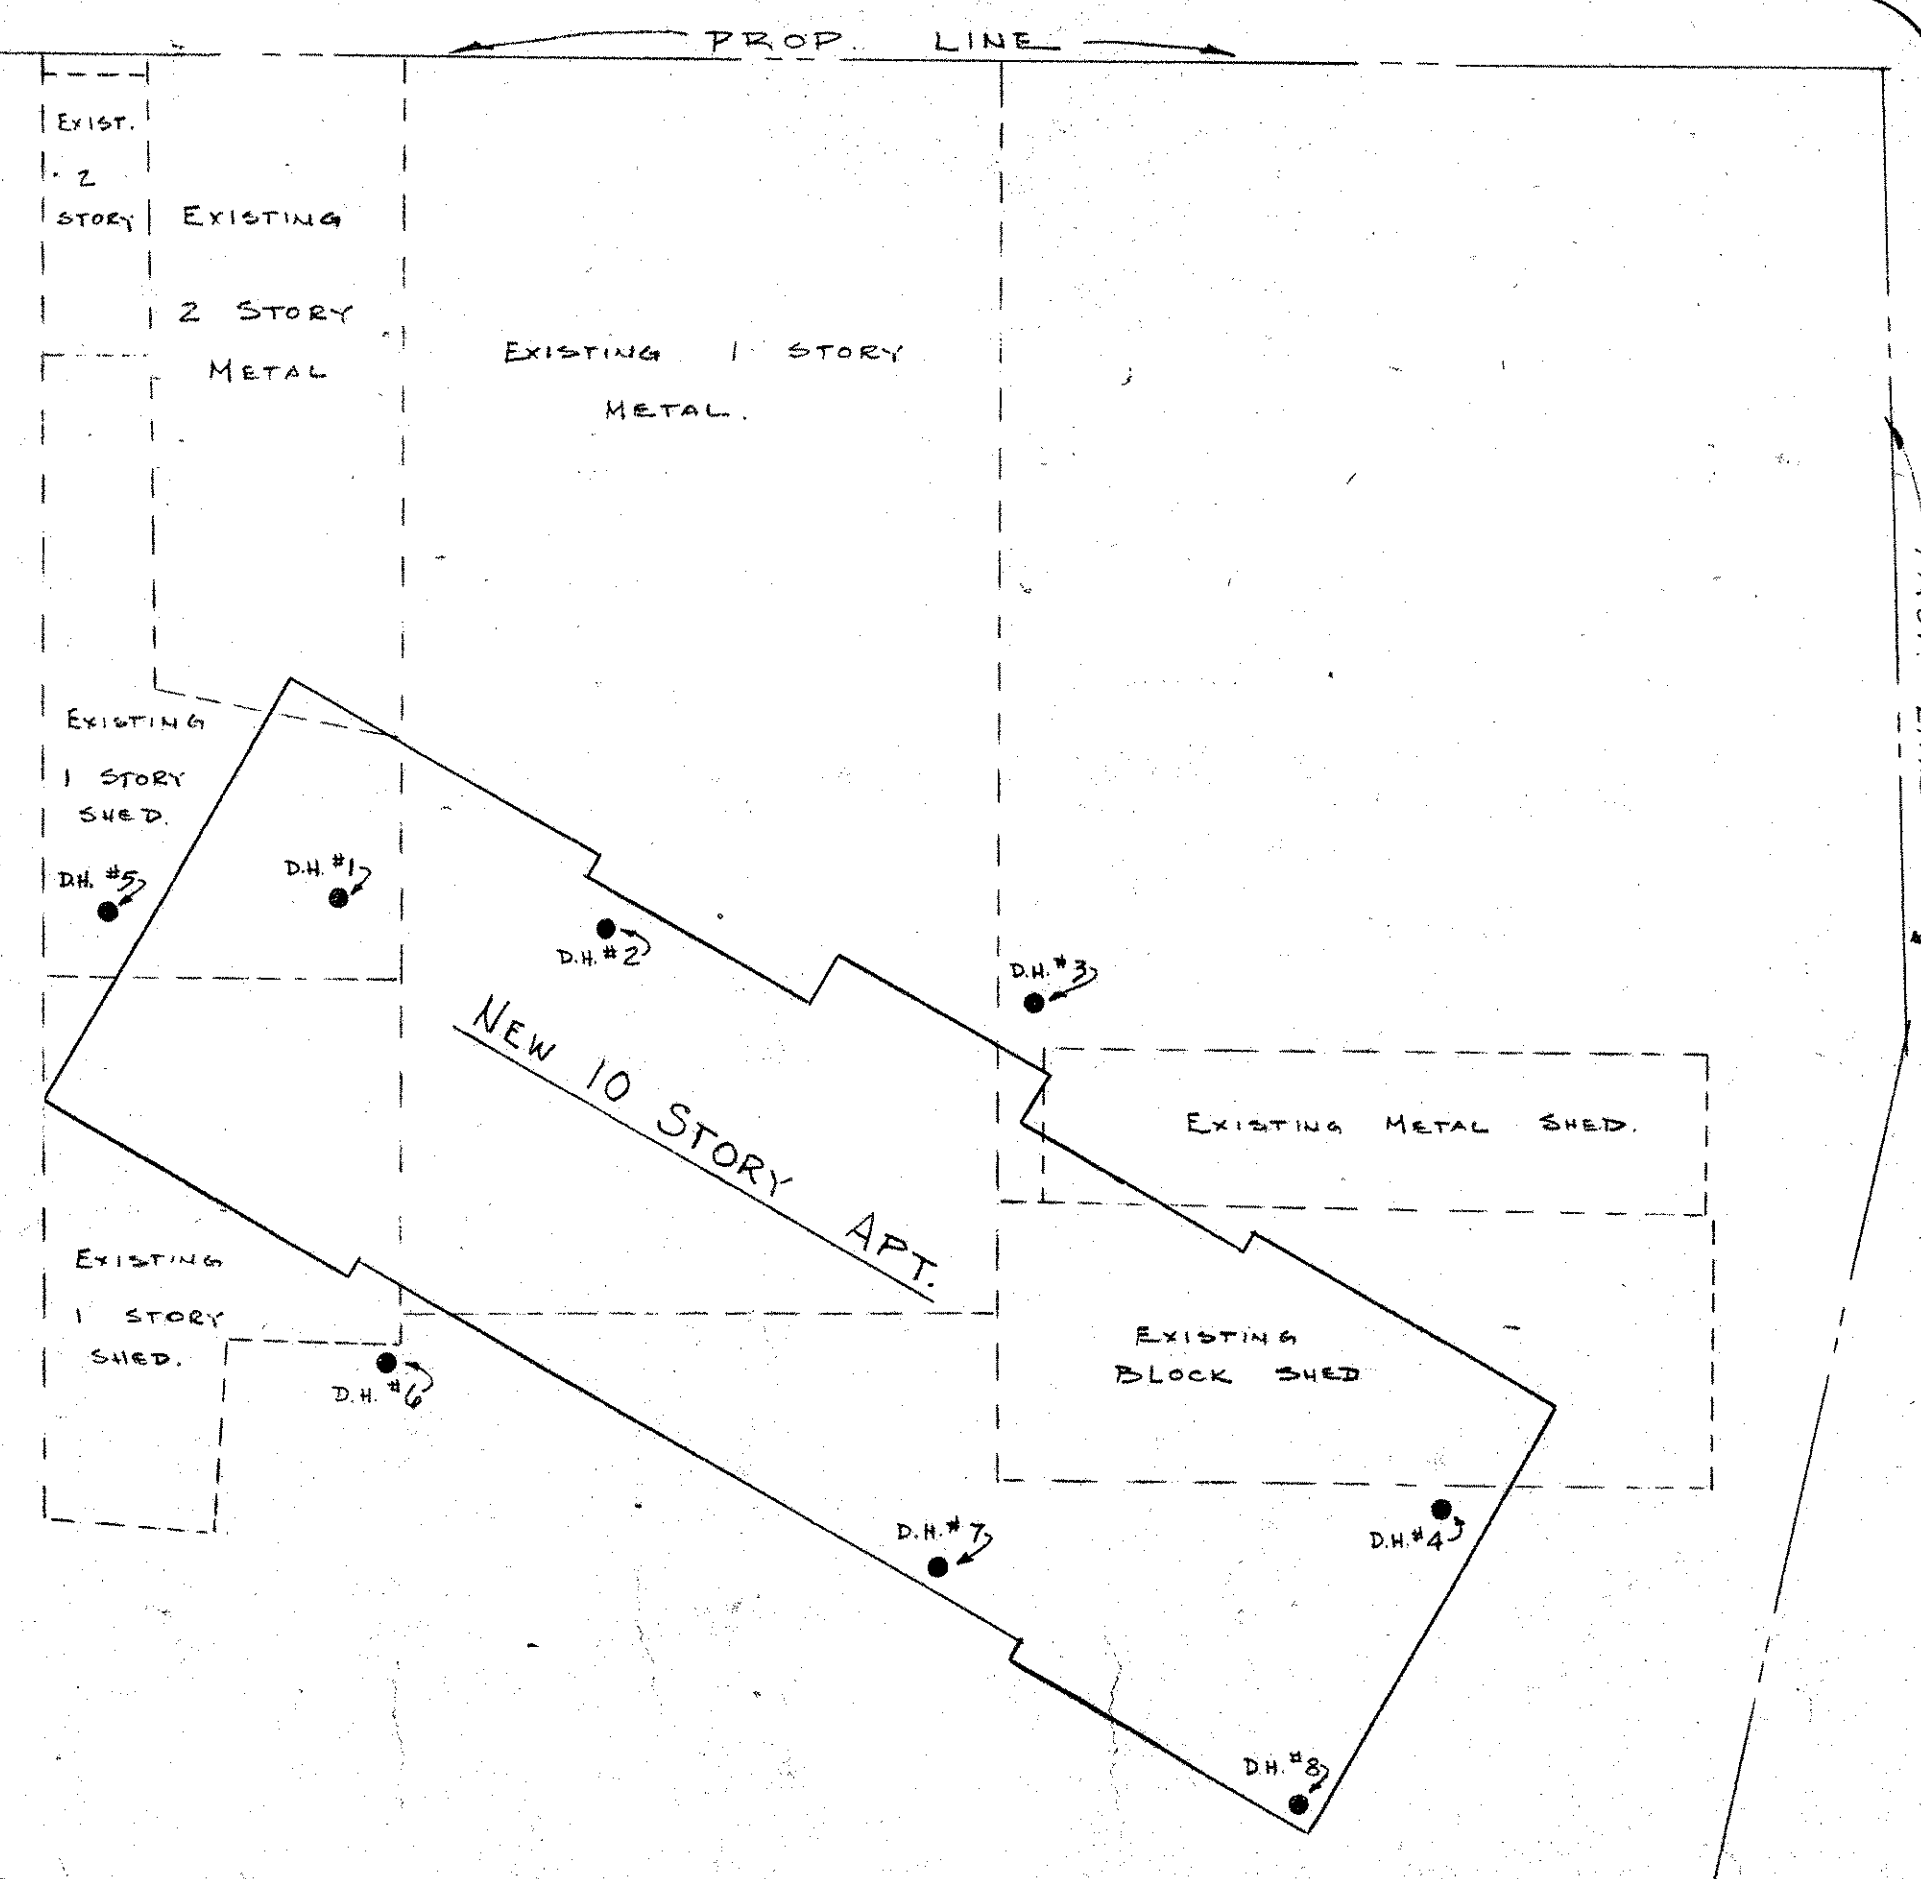 PROP. LINE
EXIST.
2
STORY
EXISTING
2 STORY
METAL
EXISTING 1 STORY
METAL.
EXISTING
1 STORY
SHED.
D.H. #5
D.H. #1
D.H. #2
D.H. #3
NEW 10 STORY APT.
EXISTING METAL SHED.
EXISTING
1 STORY
SHED.
EXISTING
BLOCK SHED
D.H. #6
D.H. #7
D.H. #4
D.H. #8